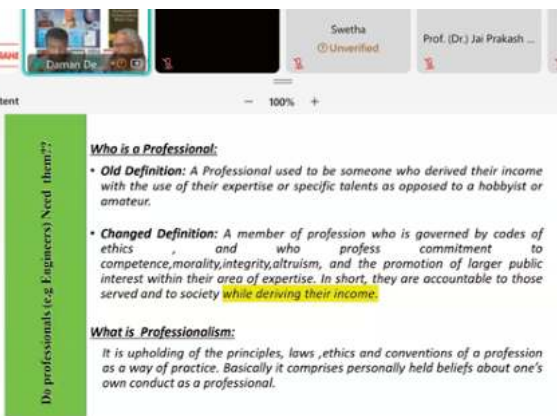 Swetha
Unverified
Prof. (Dr.) Jai Prakash ...
Daman De...
tent
− 100% +
Do professionals (e.g Engineers) Need them??
Who is a Professional:
• Old Definition: A Professional used to be someone who derived their income
with the use of their expertise or specific talents as opposed to a hobbyist or
amateur.
• Changed Definition: A member of profession who is governed by codes of
ethics , and who profess commitment to
competence,morality,integrity,altruism, and the promotion of larger public
interest within their area of expertise. In short, they are accountable to those
served and to society while deriving their income.
What is Professionalism:
It is upholding of the principles, laws ,ethics and conventions of a profession
as a way of practice. Basically it comprises personally held beliefs about one's
own conduct as a professional.